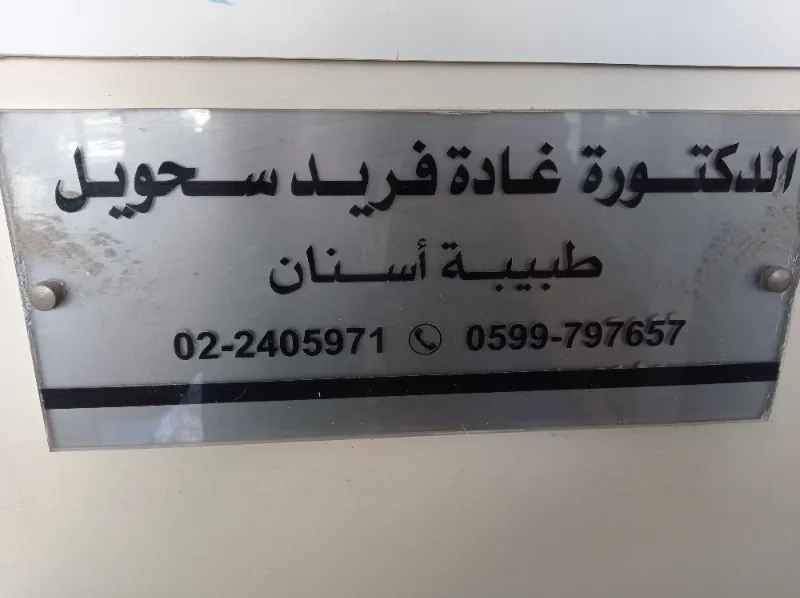 الدكتورة غادة فريد سحويل
طبيبة أسنان
02-2405971 0599-797657